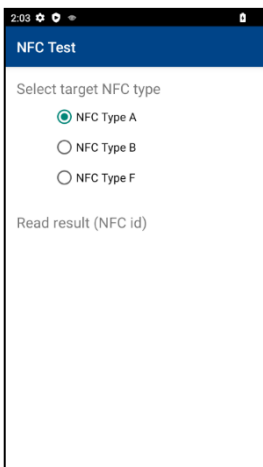 2:03
NFC Test
Select target NFC type
NFC Type A
NFC Type B
NFC Type F
Read result (NFC id)